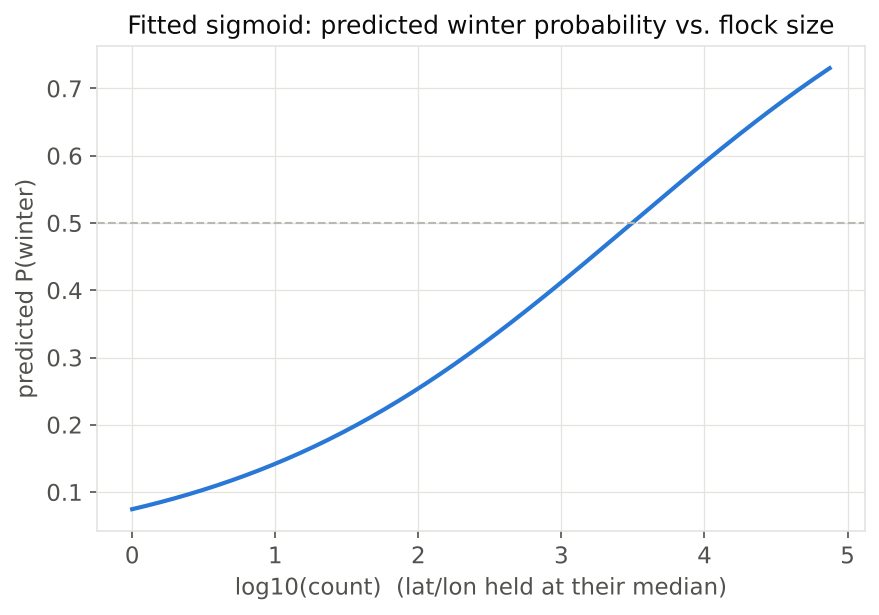 Fitted sigmoid: predicted winter probability vs. flock size
predicted P(winter)
0.7
0.6
0.5
0.4
0.3
0.2
0.1
0 1 2 3 4 5
log10(count)  (lat/lon held at their median)